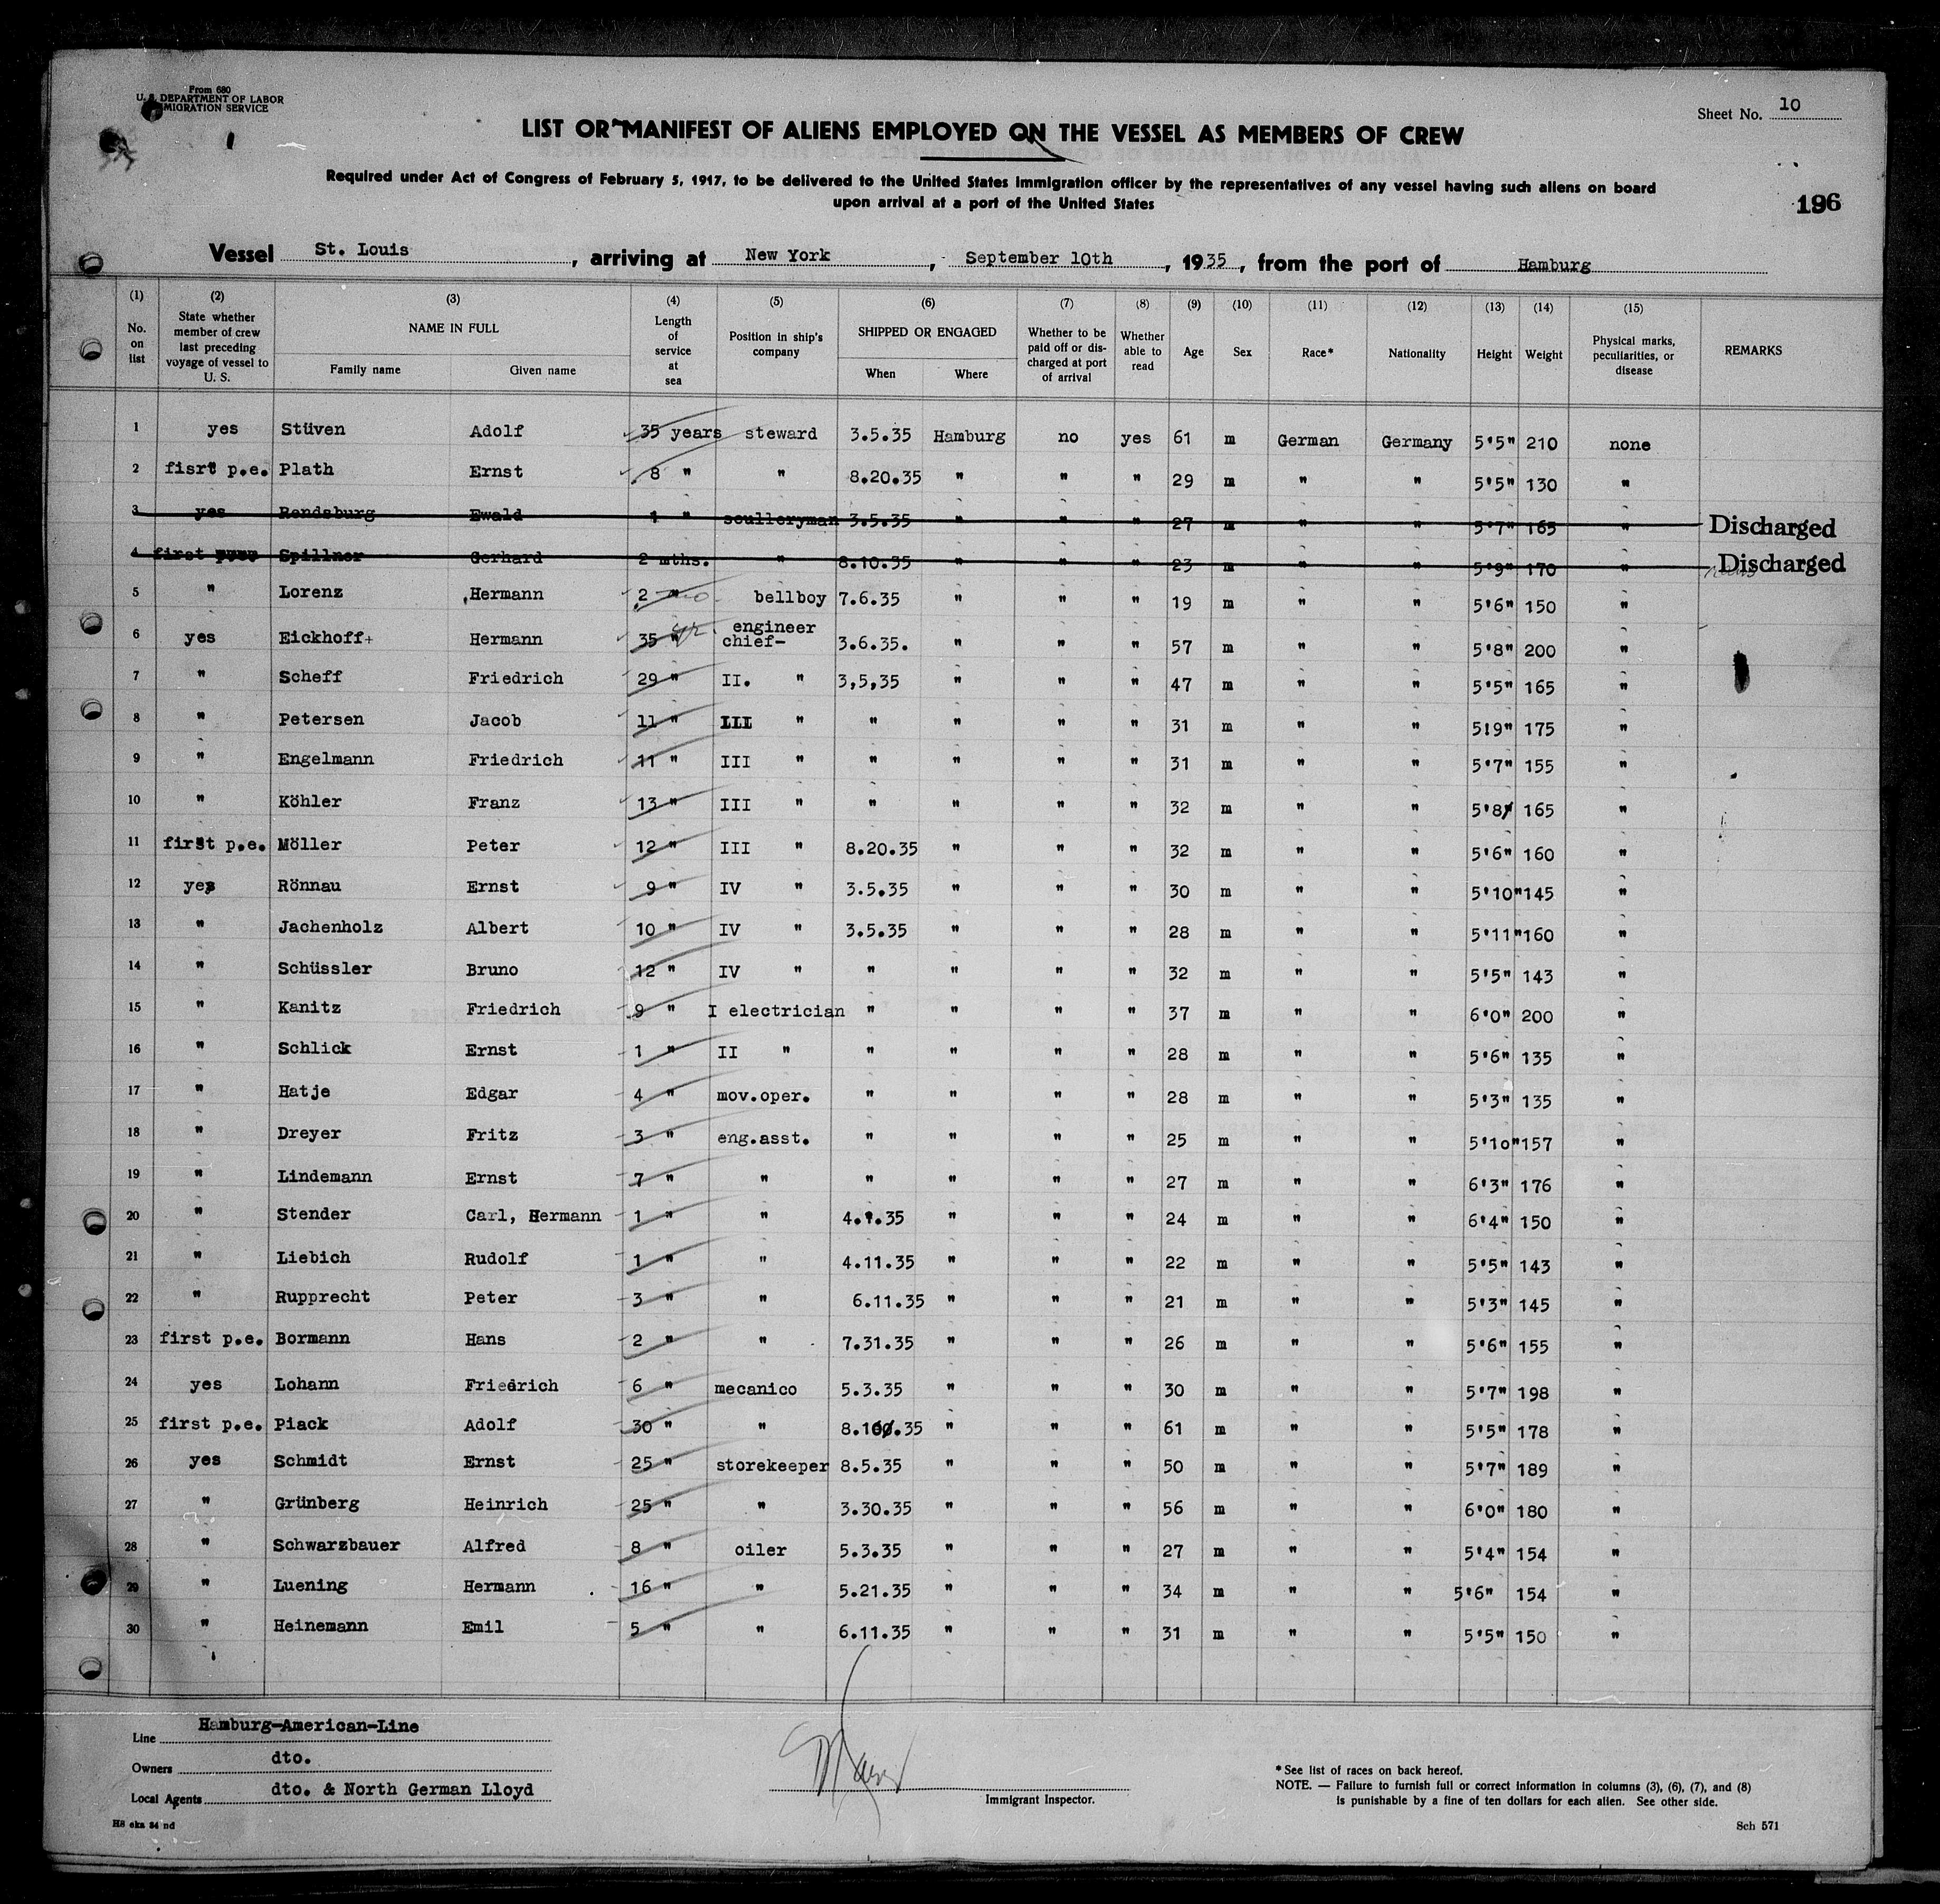 From 680
U. S. DEPARTMENT OF LABOR
IMMIGRATION SERVICE
Sheet No. 10
LIST OR MANIFEST OF ALIENS EMPLOYED ON THE VESSEL AS MEMBERS OF CREW
Required under Act of Congress of February 5, 1917, to be delivered to the United States immigration officer by the representatives of any vessel having such aliens on board
upon arrival at a port of the United States
196
Vessel St. Louis, arriving at New York, September 10th, 1935, from the port of Hamburg
(1) No. on list (2) State whether member of crew last preceding voyage of vessel to U. S. (3) NAME IN FULL Family name Given name (4) Length of service at sea (5) Position in ship's company (6) SHIPPED OR ENGAGED When Where (7) Whether to be paid off or discharged at port of arrival (8) Whether able to read (9) Age (10) Sex (11) Race* (12) Nationality (13) Height (14) Weight (15) Physical marks, peculiarities, or disease REMARKS
1 yes Stüven Adolf 35 years steward 3.5.35 Hamburg no yes 61 m German Germany 5'5" 210 none
2 fisrt p.e. Plath Ernst 8 " " 8.20.35 " " " 29 m " " 5'5" 130 "
3 yes Rendsburg Ewald 1 " sculleryman 3.5.35 " " " 27 m " " 5'7" 165 " Discharged
4 first Spillner Gerhard 2 mths. " 8.10.35 " " " 23 m " " 5'9" 170 " Discharged
5 " Lorenz Hermann 2 " mo. bellboy 7.6.35 " " " 19 m " " 5'6" 150 "
6 yes Eickhoff+ Hermann 35 " yr. engineer chief- 3.6.35. " " " 57 m " " 5'8" 200 "
7 " Scheff Friedrich 29 " II. " 3,5,35 " " " 47 m " " 5'5" 165 "
8 " Petersen Jacob 11 " III " " " " " 31 m " " 5!9" 175 "
9 " Engelmann Friedrich 11 " III " " " " " 31 m " " 5'7" 155 "
10 " Köhler Franz 13 " III " " " " " 32 m " " 5'8" 165 "
11 first p.e. Möller Peter 12 " III " 8.20.35 " " " 32 m " " 5'6" 160 "
12 yes Rönnau Ernst 9 " IV " 3.5.35 " " " 30 m " " 5'10" 145 "
13 " Jachenholz Albert 10 " IV " 3.5.35 " " " 28 m " " 5'11" 160 "
14 " Schüssler Bruno 12 " IV " " " " " 32 m " " 5'5" 143 "
15 " Kanitz Friedrich 9 " I electrician " " " " 37 m " " 6'0" 200 "
16 " Schlick Ernst 1 " II " " " " " 28 m " " 5'6" 135 "
17 " Hatje Edgar 4 " mov.oper. " " " " 28 m " " 5'3" 135 "
18 " Dreyer Fritz 3 " eng.asst. " " " " 25 m " " 5'10" 157 "
19 " Lindemann Ernst 7 " " " " " " 27 m " " 6'3" 176 "
20 " Stender Carl, Hermann 1 " " 4.9.35 " " " 24 m " " 6'4" 150 "
21 " Liebich Rudolf 1 " " 4.11.35 " " " 22 m " " 5'5" 143 "
22 " Rupprecht Peter 3 " " 6.11.35 " " " 21 m " " 5'3" 145 "
23 first p.e. Bormann Hans 2 " " 7.31.35 " " " 26 m " " 5'6" 155 "
24 yes Lohann Friedrich 6 " mecanico 5.3.35 " " " 30 m " " 5'7" 198 "
25 first p.e. Piack Adolf 30 " " " " " 61 m " " 5'5" 178 "
26 yes Schmidt Ernst 25 " storekeeper 8.5.35 " " " 50 m " " 5'7" 189 "
27 " Grünberg Heinrich 25 " " 3.30.35 " " " 56 m " " 6'0" 180 "
28 " Schwarzbauer Alfred 8 " oiler 5.3.35 " " " 27 m " " 5'4" 154 "
29 " Luening Hermann 16 " " 5.21.35 " " " 34 m " " 5'6" 154 "
30 " Heinemann Emil 5 " " 6.11.35 " " " 31 m " " 5'5" 150 "
Line Hamburg-American-Line
Owners dto.
Local Agents dto. & North German Lloyd
Immigrant Inspector.
* See list of races on back hereof.
NOTE. — Failure to furnish full or correct information in columns (3), (6), (7), and (8)
is punishable by a fine of ten dollars for each alien. See other side.
Sch 571